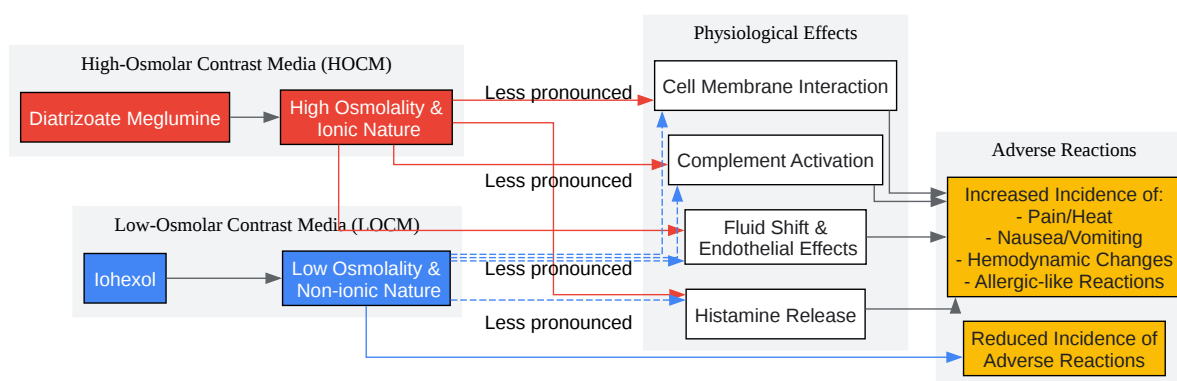 High-Osmolar Contrast Media (HOCM)
Diatrizoate Meglumine
High Osmolality &
Ionic Nature
Low-Osmolar Contrast Media (LOCM)
Iohexol
Low Osmolality &
Non-ionic Nature
Less pronounced
Less pronounced
Less pronounced
Less pronounced
Physiological Effects
Cell Membrane Interaction
Complement Activation
Fluid Shift &
Endothelial Effects
Histamine Release
Adverse Reactions
Increased Incidence of:
- Pain/Heat
- Nausea/Vomiting
- Hemodynamic Changes
- Allergic-like Reactions
Reduced Incidence of
Adverse Reactions